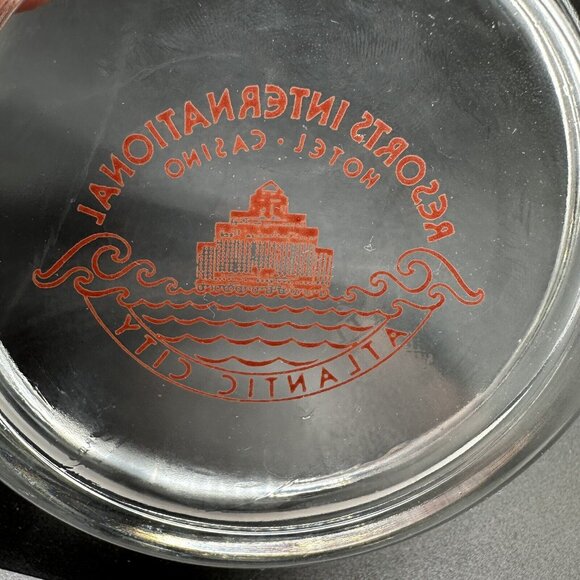 RESORTS INTERNATIONAL
HOTEL · CASINO
ATLANTIC CITY